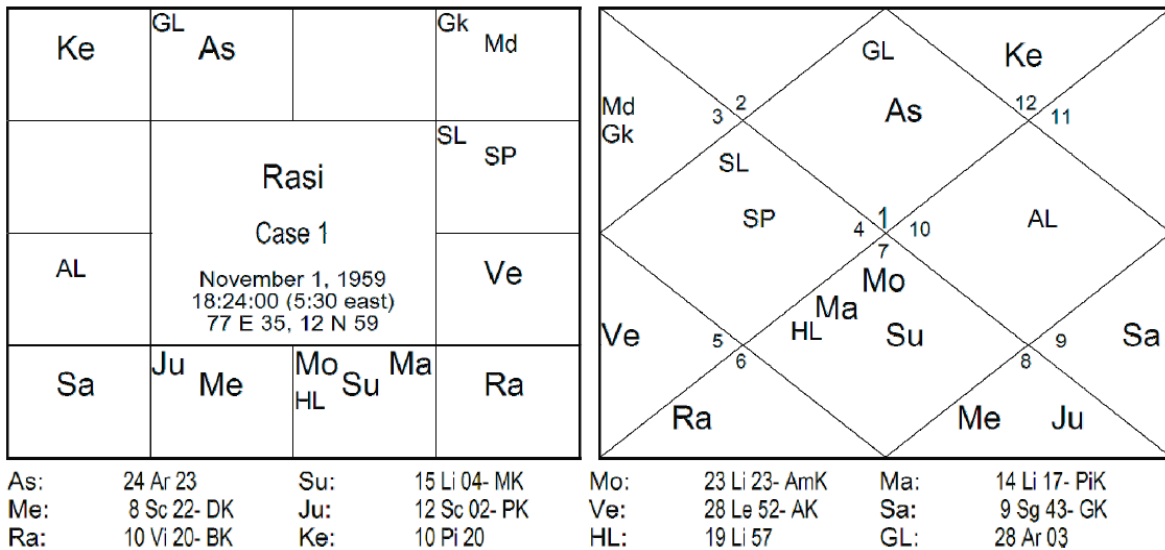 Ke GL As Gk Md
SL SP
Rasi
Case 1
AL
November 1, 1959
18:24:00 (5:30 east)
77 E 35, 12 N 59
Ve
Sa Ju Me Mo HL Su Ma Ra
GL Ke
Md Gk 3 2 As 12 11
SL
SP 4 1 10 AL
7
Mo
Ma
HL Su
Ve 5 6 9 8 Sa
Ra Me Ju
As: 24 Ar 23 Su: 15 Li 04- MK Mo: 23 Li 23- AmK Ma: 14 Li 17- PiK
Me: 8 Sc 22- DK Ju: 12 Sc 02- PK Ve: 28 Le 52- AK Sa: 9 Sg 43- GK
Ra: 10 Vi 20- BK Ke: 10 Pi 20 HL: 19 Li 57 GL: 28 Ar 03